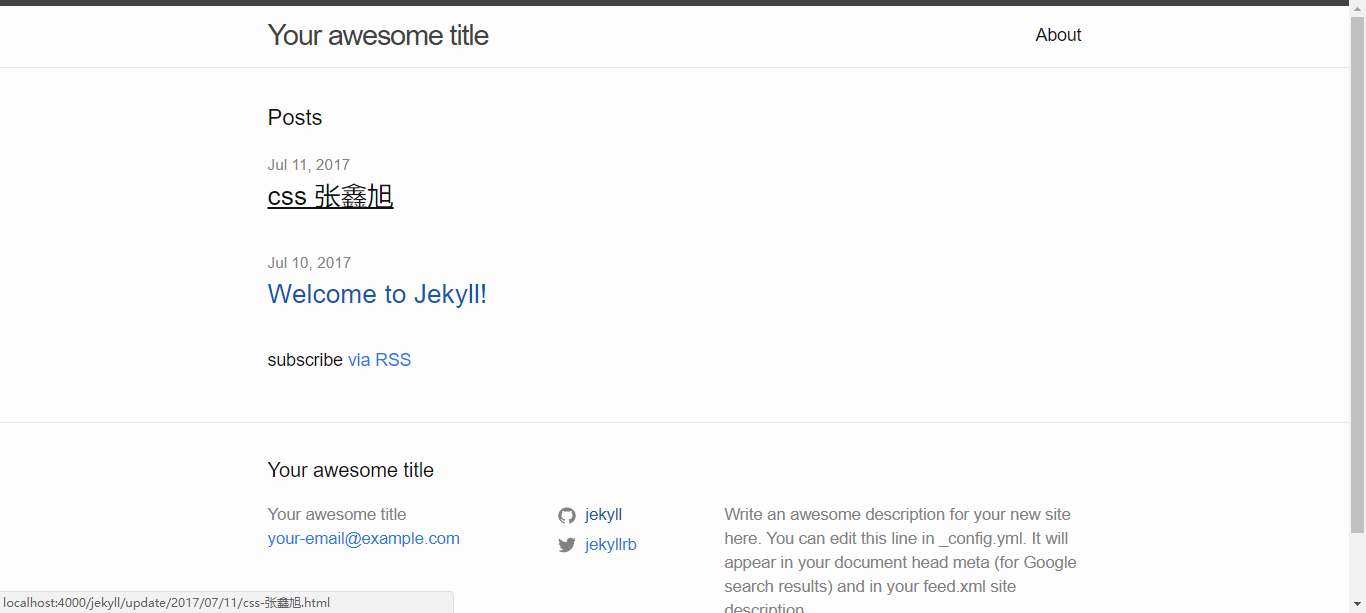 Your awesome title
About
Posts
Jul 11, 2017
css 张鑫旭
Jul 10, 2017
Welcome to Jekyll!
subscribe via RSS
Your awesome title
Your awesome title
your-email@example.com
jekyll
jekyllrb
Write an awesome description for your new site
here. You can edit this line in _config.yml. It will
appear in your document head meta (for Google
search results) and in your feed.xml site
description.
localhost:4000/jekyll/update/2017/07/11/css-张鑫旭.html